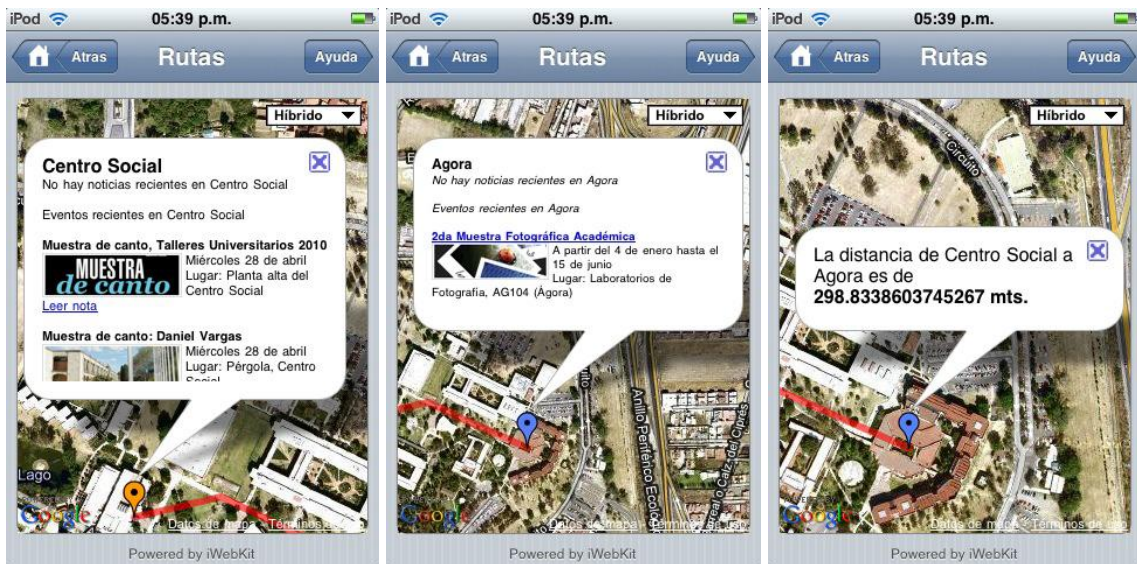 iPod 05:39 p.m.
Atras Rutas Ayuda
Híbrido
Centro Social
No hay noticias recientes en Centro Social
Eventos recientes en Centro Social
Muestra de canto, Talleres Universitarios 2010
MUESTRA
de canto
Miércoles 28 de abril
Lugar: Planta alta del
Centro Social
Leer nota
Muestra de canto: Daniel Vargas
Miércoles 28 de abril
Lugar: Pérgola, Centro
Social
Lago
Google
Datos de mapa - Términos de uso
Powered by iWebKit
iPod 05:39 p.m.
Atras Rutas Ayuda
Híbrido
Agora
No hay noticias recientes en Agora
Eventos recientes en Agora
2da Muestra Fotográfica Académica
A partir del 4 de enero hasta el
15 de junio
Lugar: Laboratorios de
Fotografía, AG104 (Ágora)
Anillo Periférico Ecológ
Google
Datos de mapa - Términos de uso
Powered by iWebKit
iPod 05:39 p.m.
Atras Rutas Ayuda
Híbrido
Circuito
La distancia de Centro Social a
Agora es de
298.8338603745267 mts.
Google
Datos de mapa - Términos de uso
Powered by iWebKit